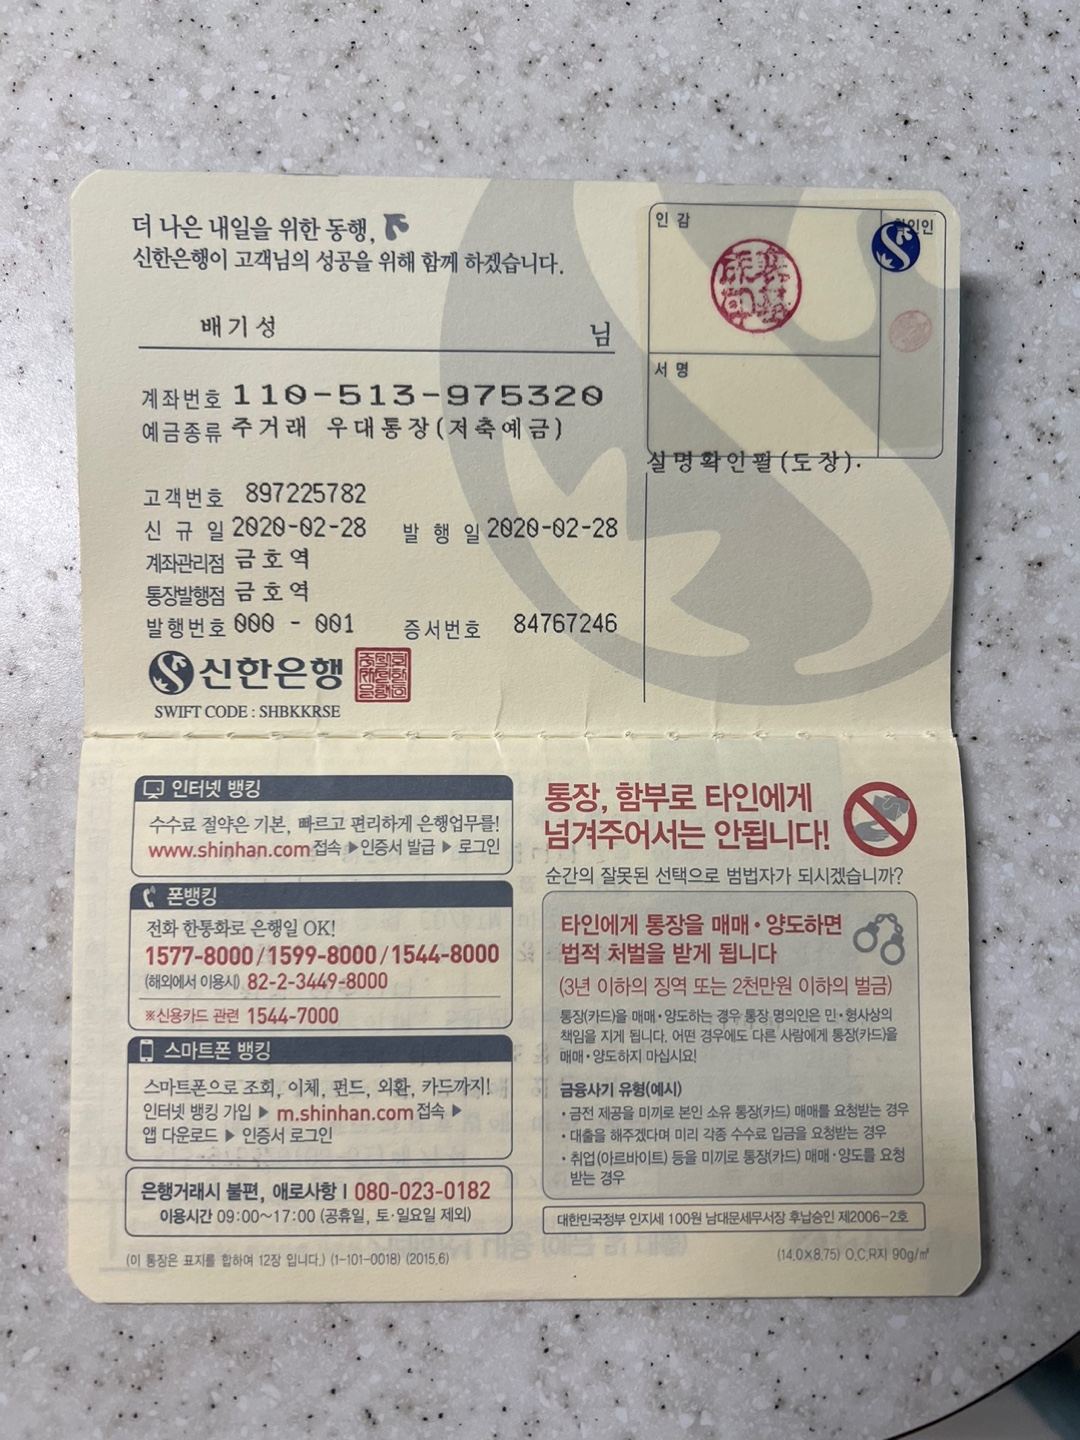 더 나은 내일을 위한 동행,
신한은행이 고객님의 성공을 위해 함께 하겠습니다.
배기성 님
계좌번호 110-513-975320
예금종류 주거래 우대통장(저축예금)
고객번호 897225782
신규일 2020-02-28 발행일 2020-02-28
계좌관리점 금호역
통장발행점 금호역
발행번호 000 - 001 증서번호 84767246
신한은행
SWIFT CODE : SHBKKRSE
인감
확인인
서명
실명확인필(도장).
인터넷 뱅킹
수수료 절약은 기본, 빠르고 편리하게 은행업무를!
www.shinhan.com 접속 ▶ 인증서 발급 ▶ 로그인
폰뱅킹
전화 한통화로 은행일 OK!
1577-8000/1599-8000/1544-8000
(해외에서 이용시) 82-2-3449-8000
※신용카드 관련 1544-7000
스마트폰 뱅킹
스마트폰으로 조회, 이체, 펀드, 외환, 카드까지!
인터넷 뱅킹 가입 ▶ m.shinhan.com 접속 ▶
앱 다운로드 ▶ 인증서 로그인
은행거래시 불편, 애로사항 | 080-023-0182
이용시간 09:00~17:00 (공휴일, 토·일요일 제외)
(이 통장은 표지를 합하여 12장 입니다.) (1-101-0018) (2015.6)
통장, 함부로 타인에게
넘겨주어서는 안됩니다!
순간의 잘못된 선택으로 범법자가 되시겠습니까?
타인에게 통장을 매매·양도하면
법적 처벌을 받게 됩니다
(3년 이하의 징역 또는 2천만원 이하의 벌금)
통장(카드)을 매매·양도하는 경우 통장 명의인은 민·형사상의
책임을 지게 됩니다. 어떤 경우에도 다른 사람에게 통장(카드)을
매매·양도하지 마십시요!
금융사기 유형(예시)
·금전 제공을 미끼로 본인 소유 통장(카드) 매매를 요청받는 경우
·대출을 해주겠다며 미리 각종 수수료 입금을 요청받는 경우
·취업(아르바이트) 등을 미끼로 통장(카드) 매매·양도를 요청
받는 경우
대한민국정부 인지세 100원 남대문세무서장 후납승인 제2006-2호
(14.0×8.75) O.C.R지 90g/㎡